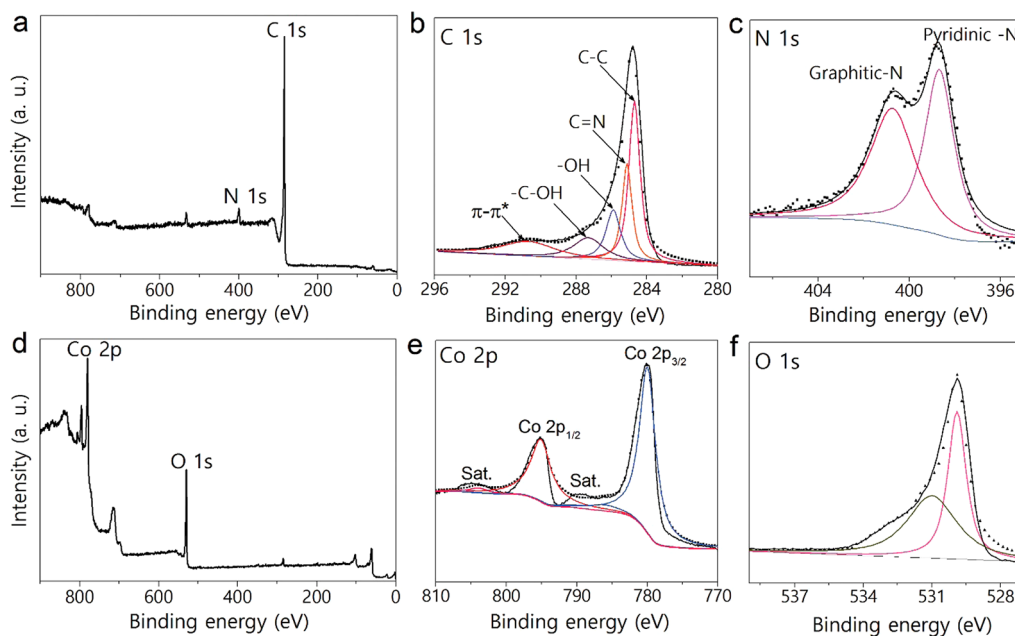 a
C 1s
N 1s
Intensity (a. u.)
800 600 400 200 0
Binding energy (eV)
b
C 1s
C-C
C=N
-OH
-C-OH
π-π*
296 292 288 284 280
Binding energy (eV)
c
N 1s
Pyridinic -N
Graphitic-N
404 400 396
Binding energy (eV)
d
Co 2p
O 1s
Intensity (a. u.)
800 600 400 200 0
Binding energy (eV)
e
Co 2p
Co 2p3/2
Co 2p1/2
Sat.
Sat.
810 800 790 780 770
Binding energy (eV)
f
O 1s
537 534 531 528
Binding energy (eV)